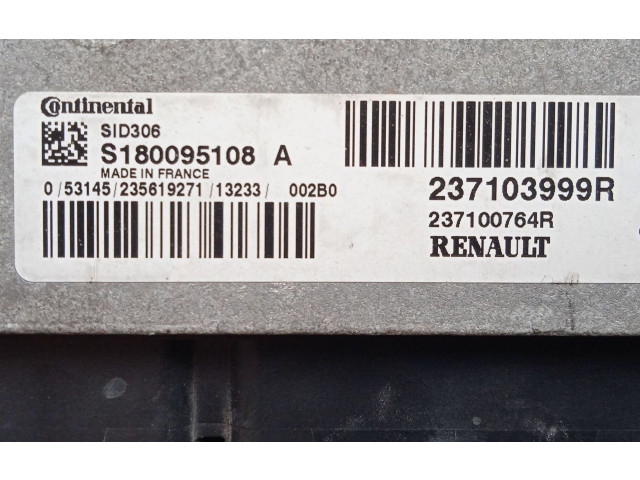 Continental
SID306
S180095108 A
MADE IN FRANCE
0 /53145/235619271 /13233/ 002B0
237103999R
237100764R
RENAULT